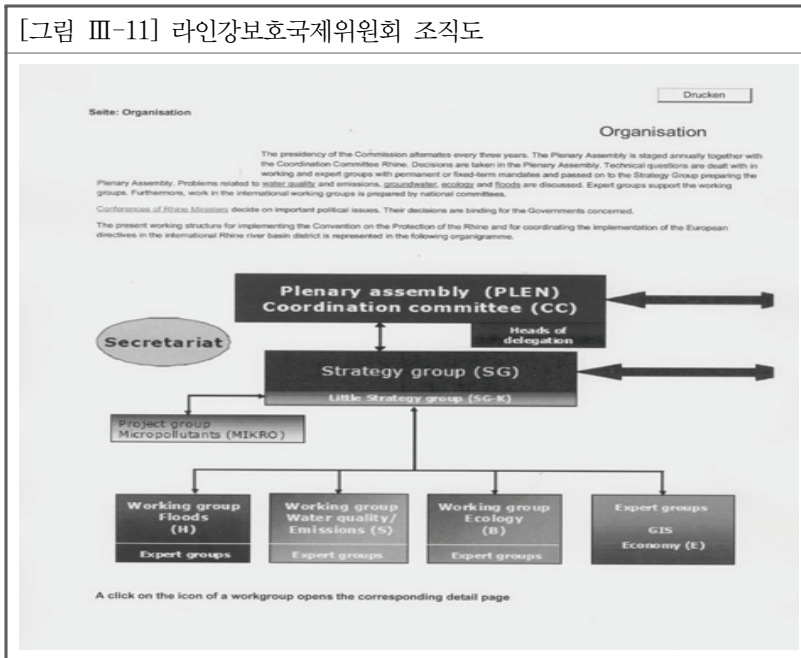 [그림 Ⅲ-11] 라인강보호국제위원회 조직도
Drucken
Seite: Organisation
Organisation
The presidency of the Commission alternates every three years. The Plenary Assembly is staged annually together with
the Coordination Committee Rhine. Decisions are taken in the Plenary Assembly. Technical questions are dealt with in
working and expert groups with permanent or fixed-term mandates and passed on to the Strategy Group preparing the
Plenary Assembly. Problems related to water quality and emissions, groundwater, ecology and floods are discussed. Expert groups support the working
groups. Furthermore, work in the international working groups is prepared by national committees.
Conferences of Rhine Ministers decide on important political issues. Their decisions are binding for the Governments concerned.
The present working structure for implementing the Convention on the Protection of the Rhine and for coordinating the implementation of the European
directives in the international Rhine river basin district is represented in the following organigramme.
Plenary assembly (PLEN)
Coordination committee (CC)
Heads of
delegation
Secretariat
Strategy group (SG)
Little Strategy group (SG-K)
Project group
Micropollutants (MIKRO)
Working group
Floods
(H)
Expert groups
Working group
Water quality/
Emissions (S)
Expert groups
Working group
Ecology
(B)
Expert groups
Expert groups
GIS
Economy (E)
A click on the icon of a workgroup opens the corresponding detail page